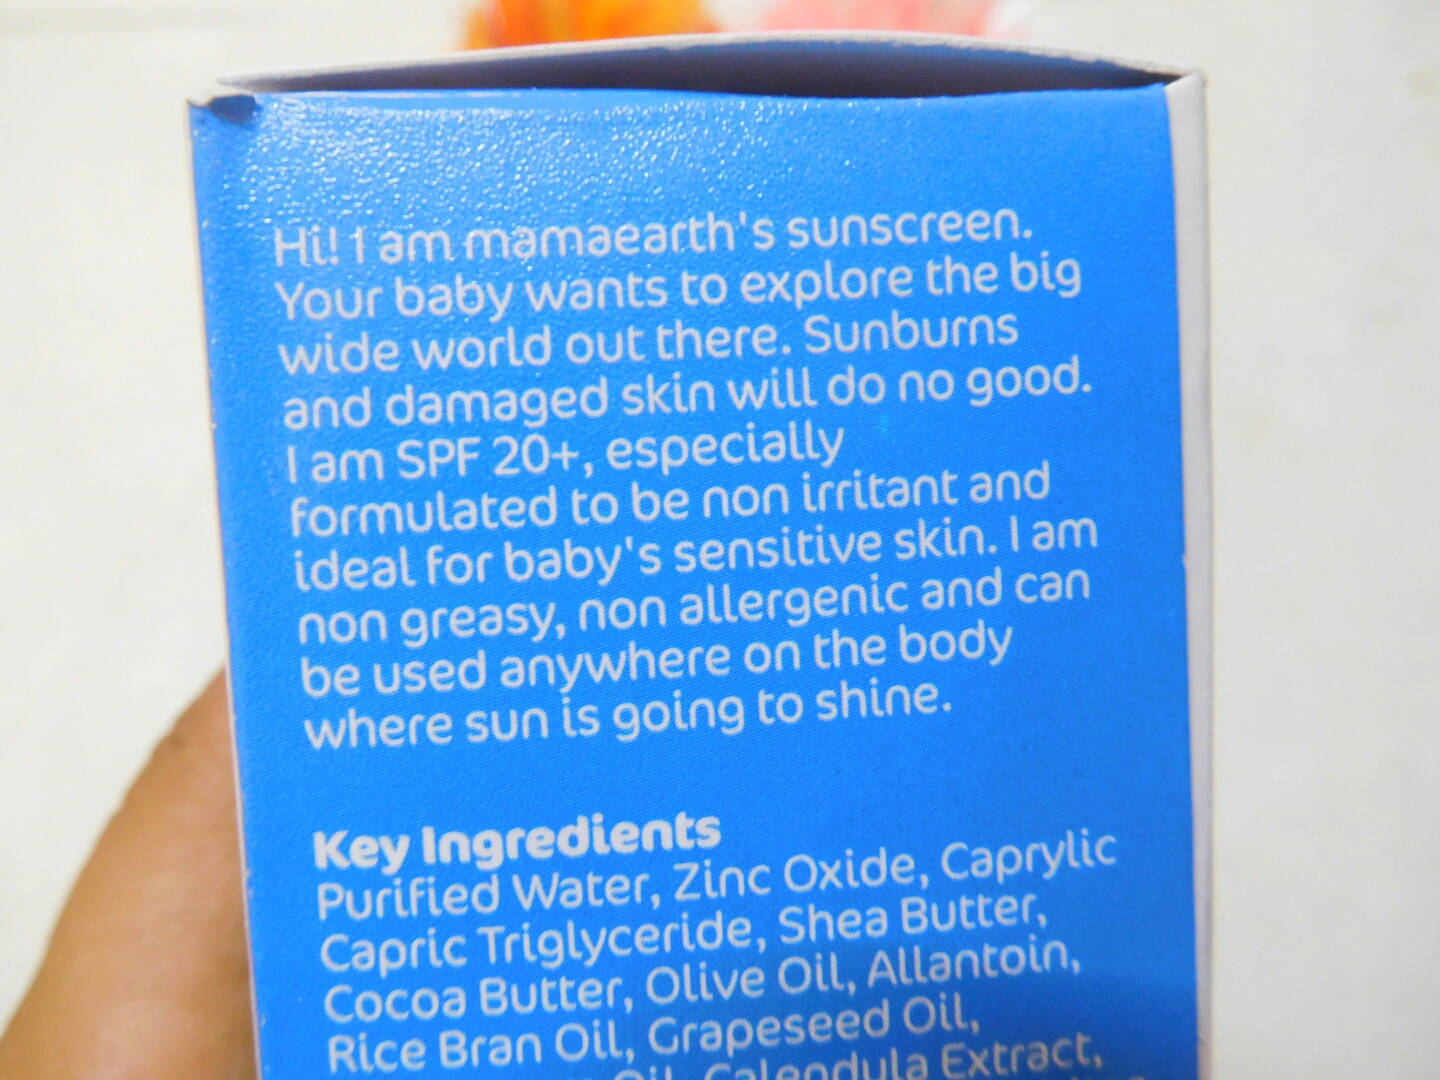 Hi! I am mamaearth's sunscreen.
Your baby wants to explore the big
wide world out there. Sunburns
and damaged skin will do no good.
I am SPF 20+, especially
formulated to be non irritant and
ideal for baby's sensitive skin. I am
non greasy, non allergenic and can
be used anywhere on the body
where sun is going to shine.
Key Ingredients
Purified Water, Zinc Oxide, Caprylic
Capric Triglyceride, Shea Butter,
Cocoa Butter, Olive Oil, Allantoin,
Rice Bran Oil, Grapeseed Oil,
Oil, Calendula Extract,